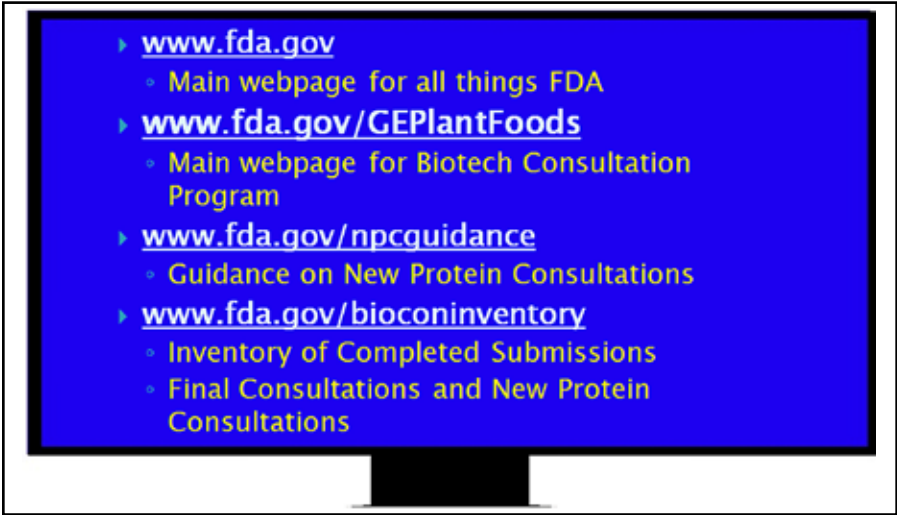 www.fda.gov
Main webpage for all things FDA
www.fda.gov/GEPlantFoods
Main webpage for Biotech Consultation
Program
www.fda.gov/npcguidance
Guidance on New Protein Consultations
www.fda.gov/bioconinventory
Inventory of Completed Submissions
Final Consultations and New Protein
Consultations